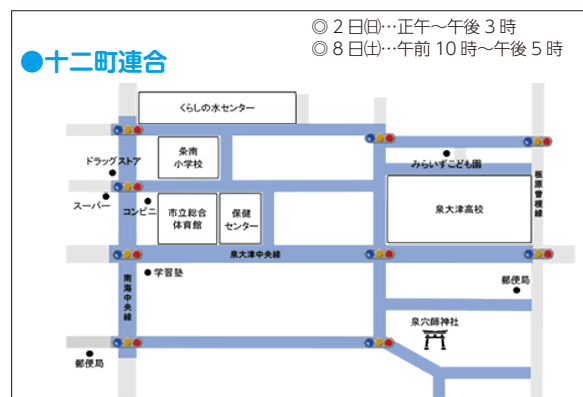 ◎2日㈰…正午～午後3時
◎8日㈯…午前10時～午後5時
●十二町連合
くらしの水センター
条南
小学校
ドラッグストア
みらいずこども園
板原曽根線
スーパー
コンビニ
市立総合
体育館
保健
センター
泉大津高校
泉大津中央線
学習塾
南海中央線
郵便局
泉穴師神社
郵便局